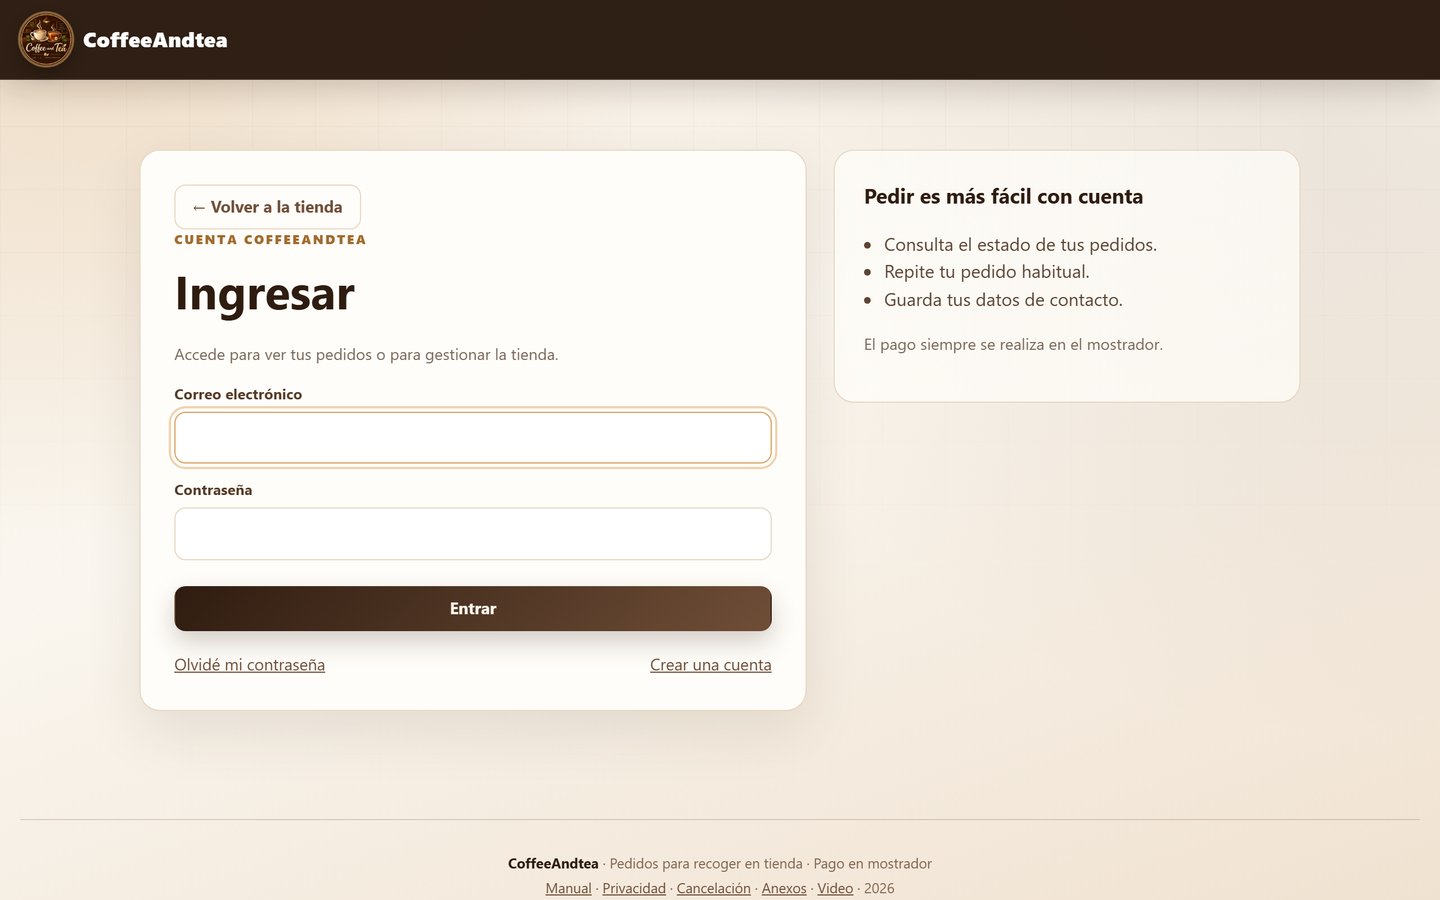 Coffee and Tea
CoffeeAndtea
← Volver a la tienda
CUENTA COFFEEANDTEA
Ingresar
Accede para ver tus pedidos o para gestionar la tienda.
Correo electrónico
Contraseña
Entrar
Olvidé mi contraseña
Crear una cuenta
Pedir es más fácil con cuenta
• Consulta el estado de tus pedidos.
• Repite tu pedido habitual.
• Guarda tus datos de contacto.
El pago siempre se realiza en el mostrador.
CoffeeAndtea · Pedidos para recoger en tienda · Pago en mostrador
Manual · Privacidad · Cancelación · Anexos · Video · 2026